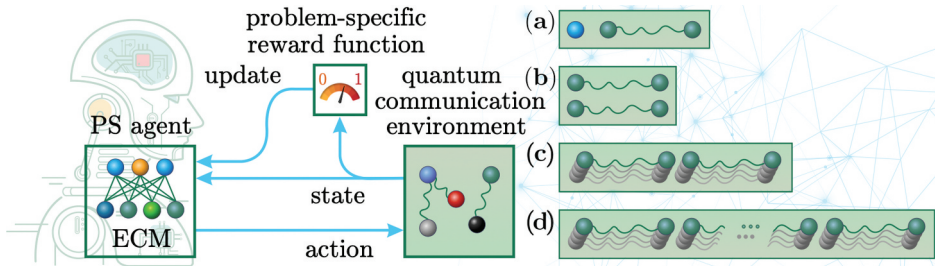 problem-specific
reward function
update
0 1
quantum
communication
environment
PS agent
ECM
state
action
(a)
(b)
(c)
(d)